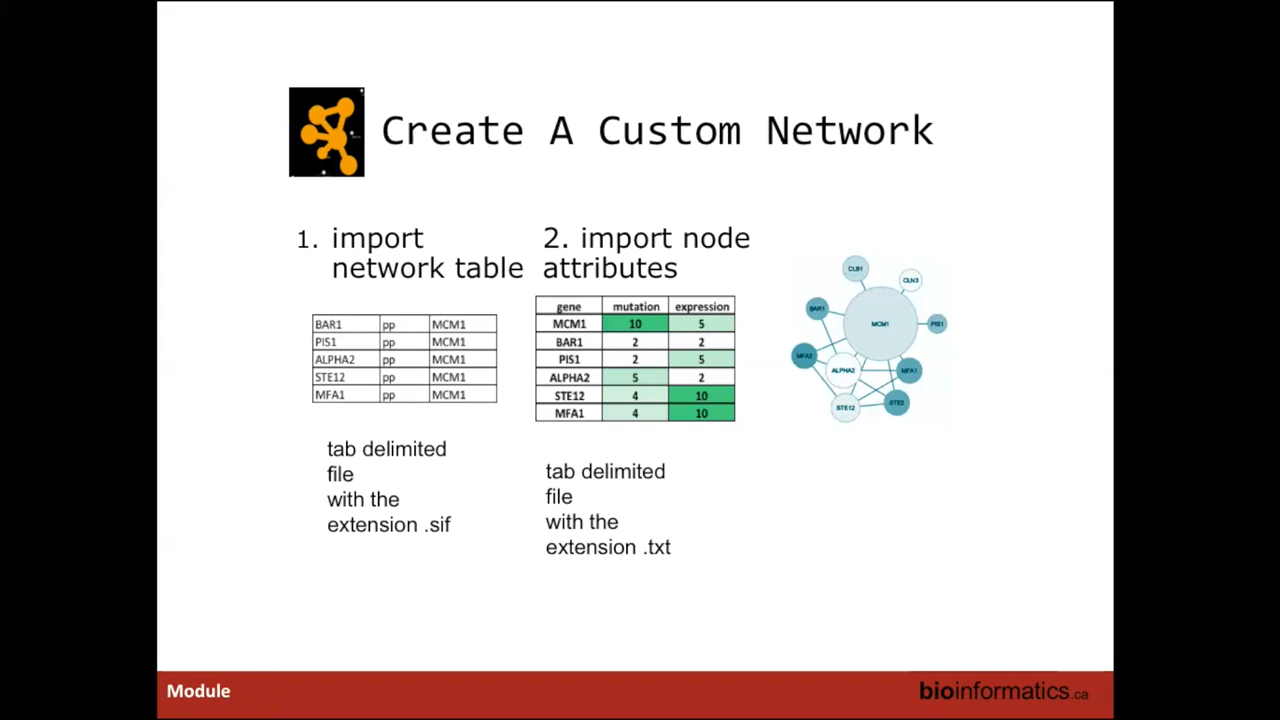 Create A Custom Network
1. import
network table
BAR1 pp MCM1
PIS1 pp MCM1
ALPHA2 pp MCM1
STE12 pp MCM1
MFA1 pp MCM1
tab delimited
file
with the
extension .sif
2. import node
attributes
gene mutation expression
MCM1 10 5
BAR1 2 2
PIS1 2 5
ALPHA2 5 2
STE12 4 10
MFA1 4 10
tab delimited
file
with the
extension .txt
CLB1
CLN3
BAR1
MCM1
PIS1
MFA2
ALPHA2
MFA1
STE12
STE2
Module
bioinformatics.ca